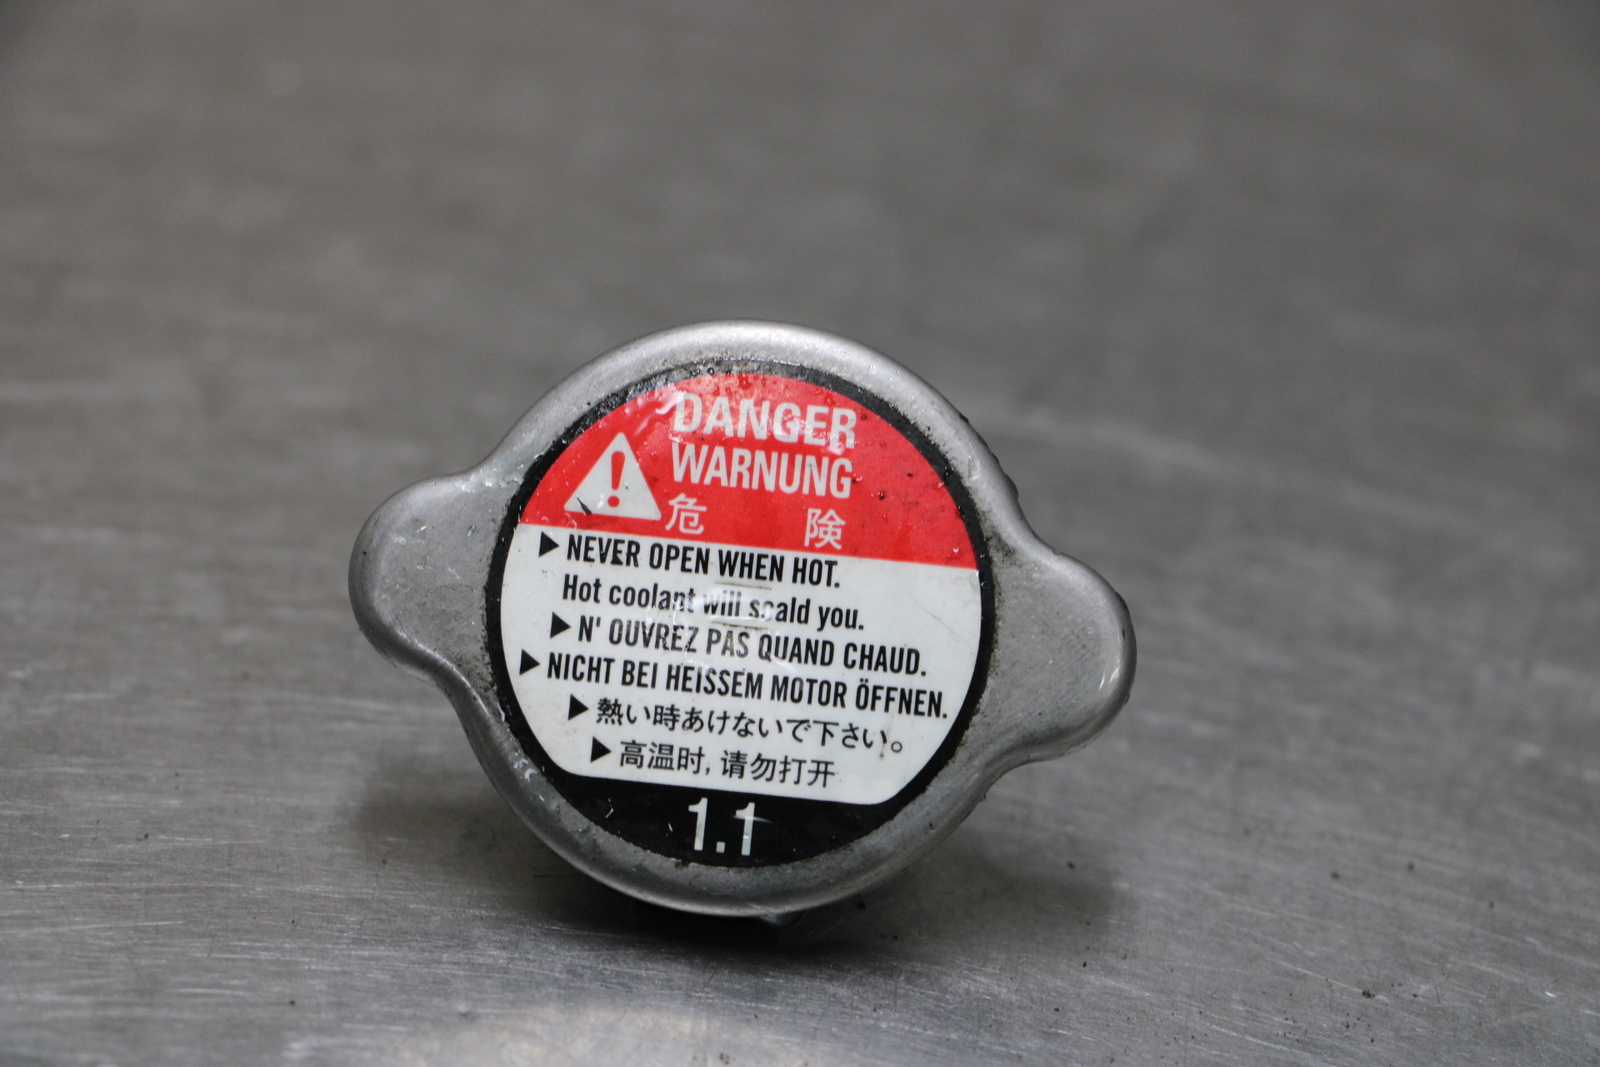 DANGER
WARNUNG
危 険
▶ NEVER OPEN WHEN HOT.
Hot coolant will scald you.
▶ N' OUVREZ PAS QUAND CHAUD.
▶ NICHT BEI HEISSEM MOTOR ÖFFNEN.
▶ 熱い時あけないで下さい。
▶ 高温时, 请勿打开
1.1